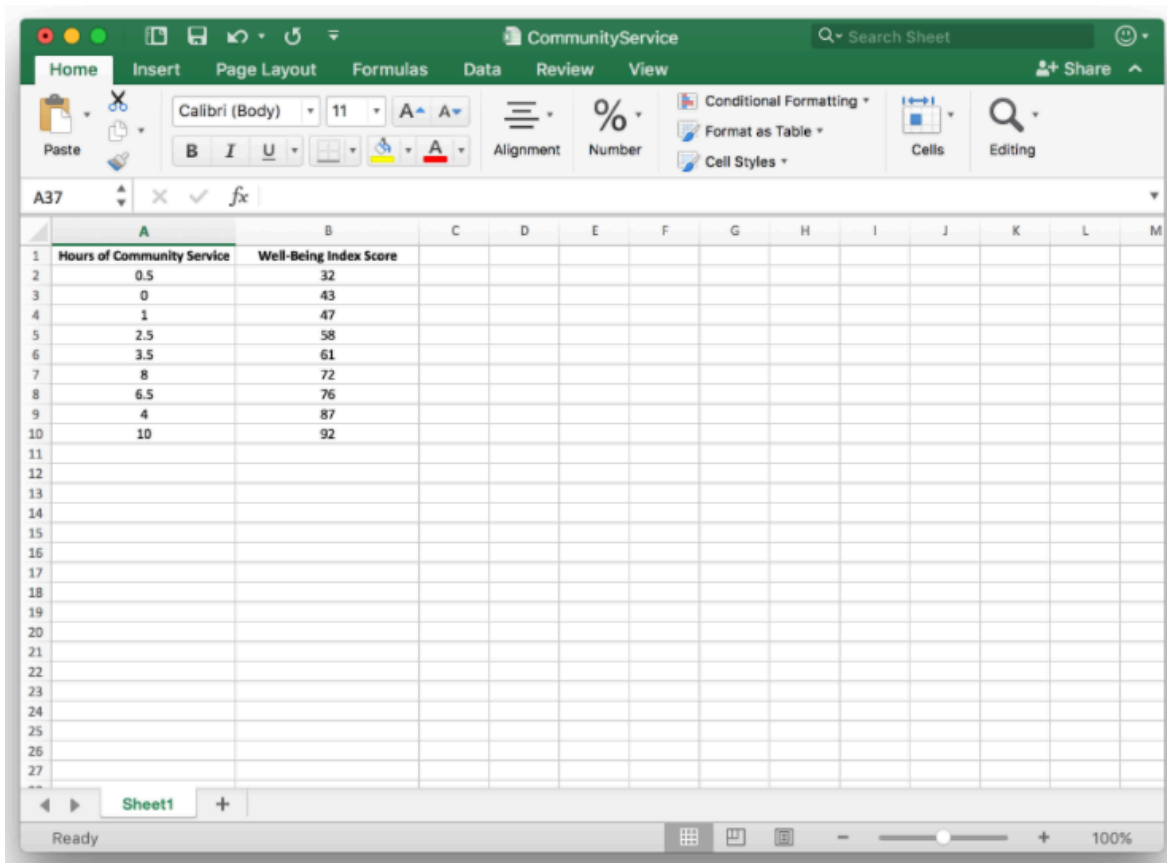 CommunityService
Search Sheet
Home Insert Page Layout Formulas Data Review View Share
Paste
Calibri (Body) 11 A A
B I U A
Alignment
%
Number
Conditional Formatting
Format as Table
Cell Styles
Cells
Editing
A37 fx
A B C D E F G H I J K L M
1 Hours of Community Service Well-Being Index Score
2 0.5 32
3 0 43
4 1 47
5 2.5 58
6 3.5 61
7 8 72
8 6.5 76
9 4 87
10 10 92
11
12
13
14
15
16
17
18
19
20
21
22
23
24
25
26
27
Sheet1 +
Ready - + 100%